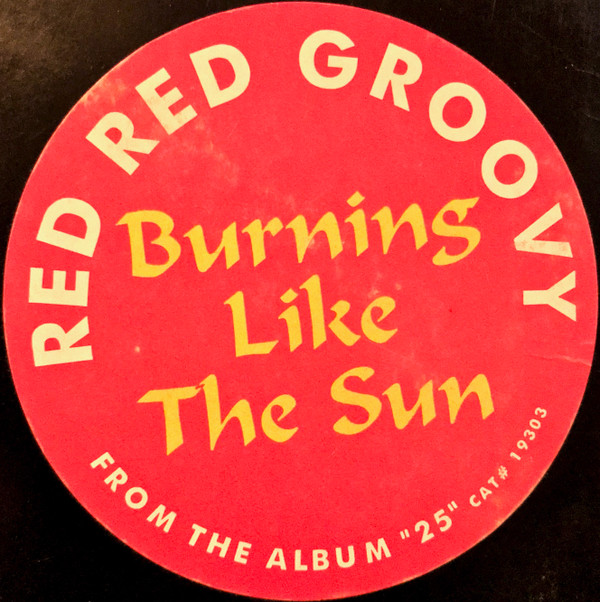 RED RED GROOVY
Burning
Like
The Sun
FROM THE ALBUM "25" CAT# 19303